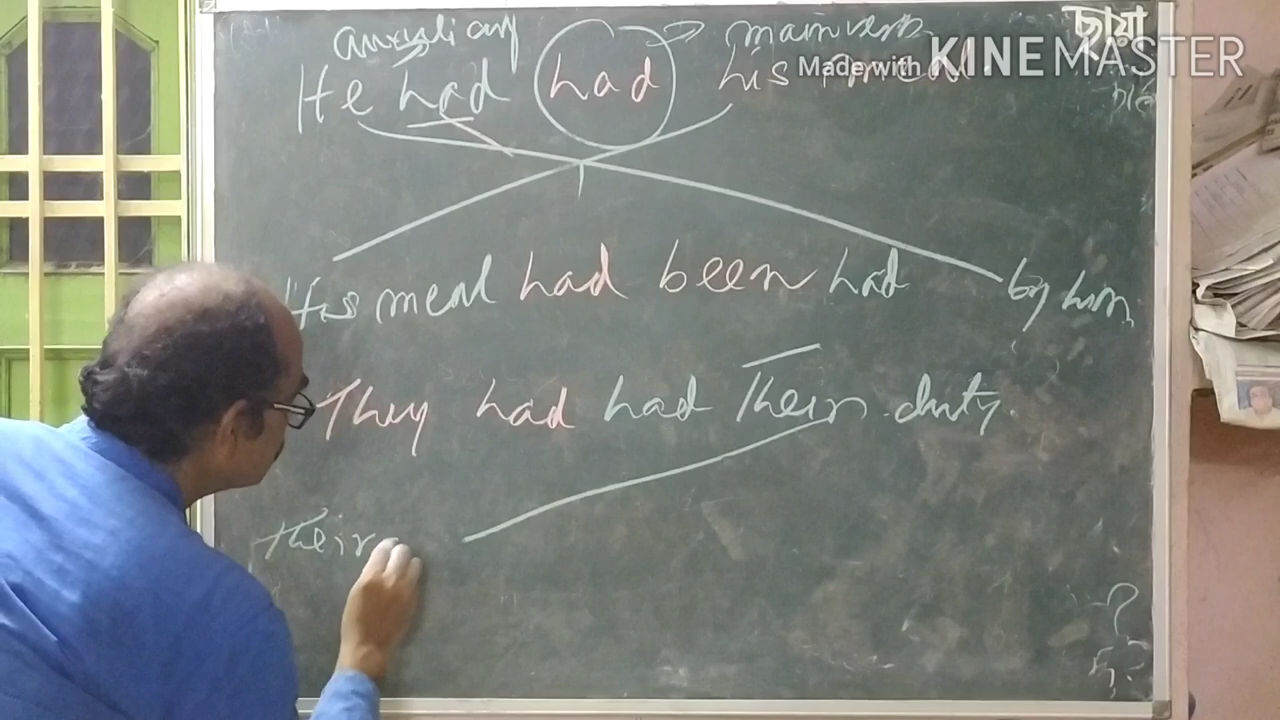 auxiliary → main verb ছায়া
He had had his meal.
Made with KINEMASTER
His meal had been had by him
They had had Their duty.
Their
?